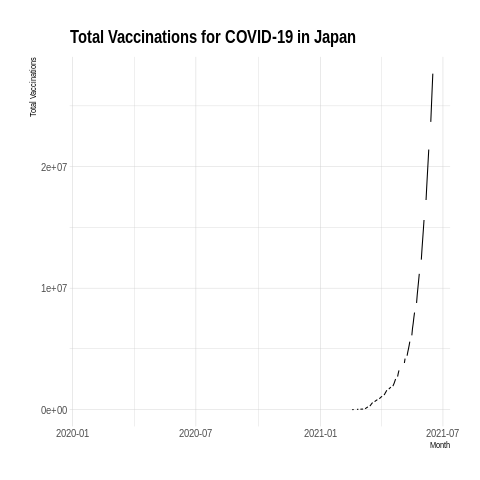 Total Vaccinations for COVID-19 in Japan
Total Vaccinations
2e+07
1e+07
0e+00
2020-01 2020-07 2021-01 2021-07
Month